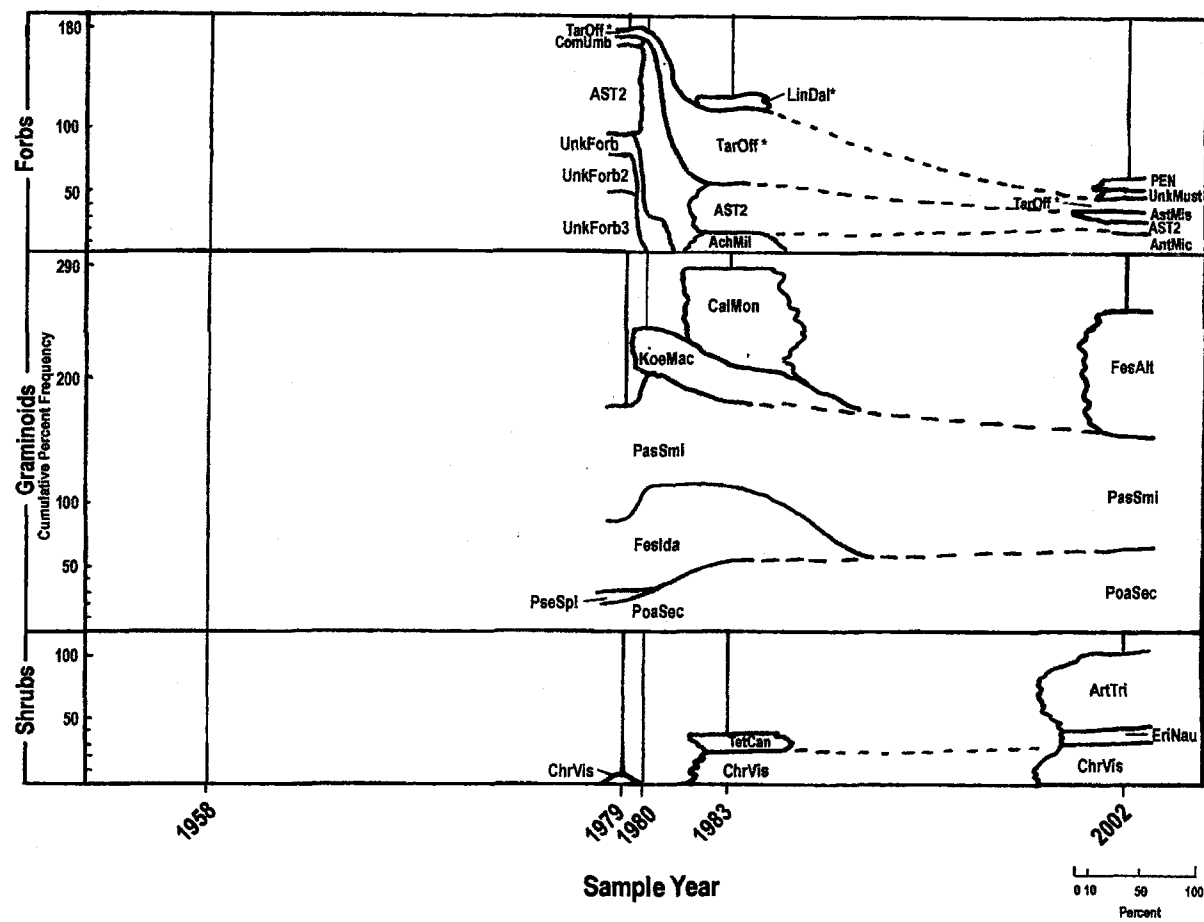 Forbs
180
100
50
TarOff *
ComUmb
AST2
UnkForb
UnkForb2
UnkForb3
LinDal*
TarOff *
AST2
AchMil
PEN
UnkMust
TarOff *
AstMis
AST2
AntMic
Graminoids
Cumulative Percent Frequency
290
200
100
50
CalMon
KoeMac
FesAlt
PasSmi
PasSmi
FesIda
PseSpi
PoaSec
PoaSec
Shrubs
100
50
ArtTri
TetCan
EriNau
ChrVis
ChrVis
ChrVis
1958
1979
1980
1983
2002
Sample Year
0 10 50 100
Percent